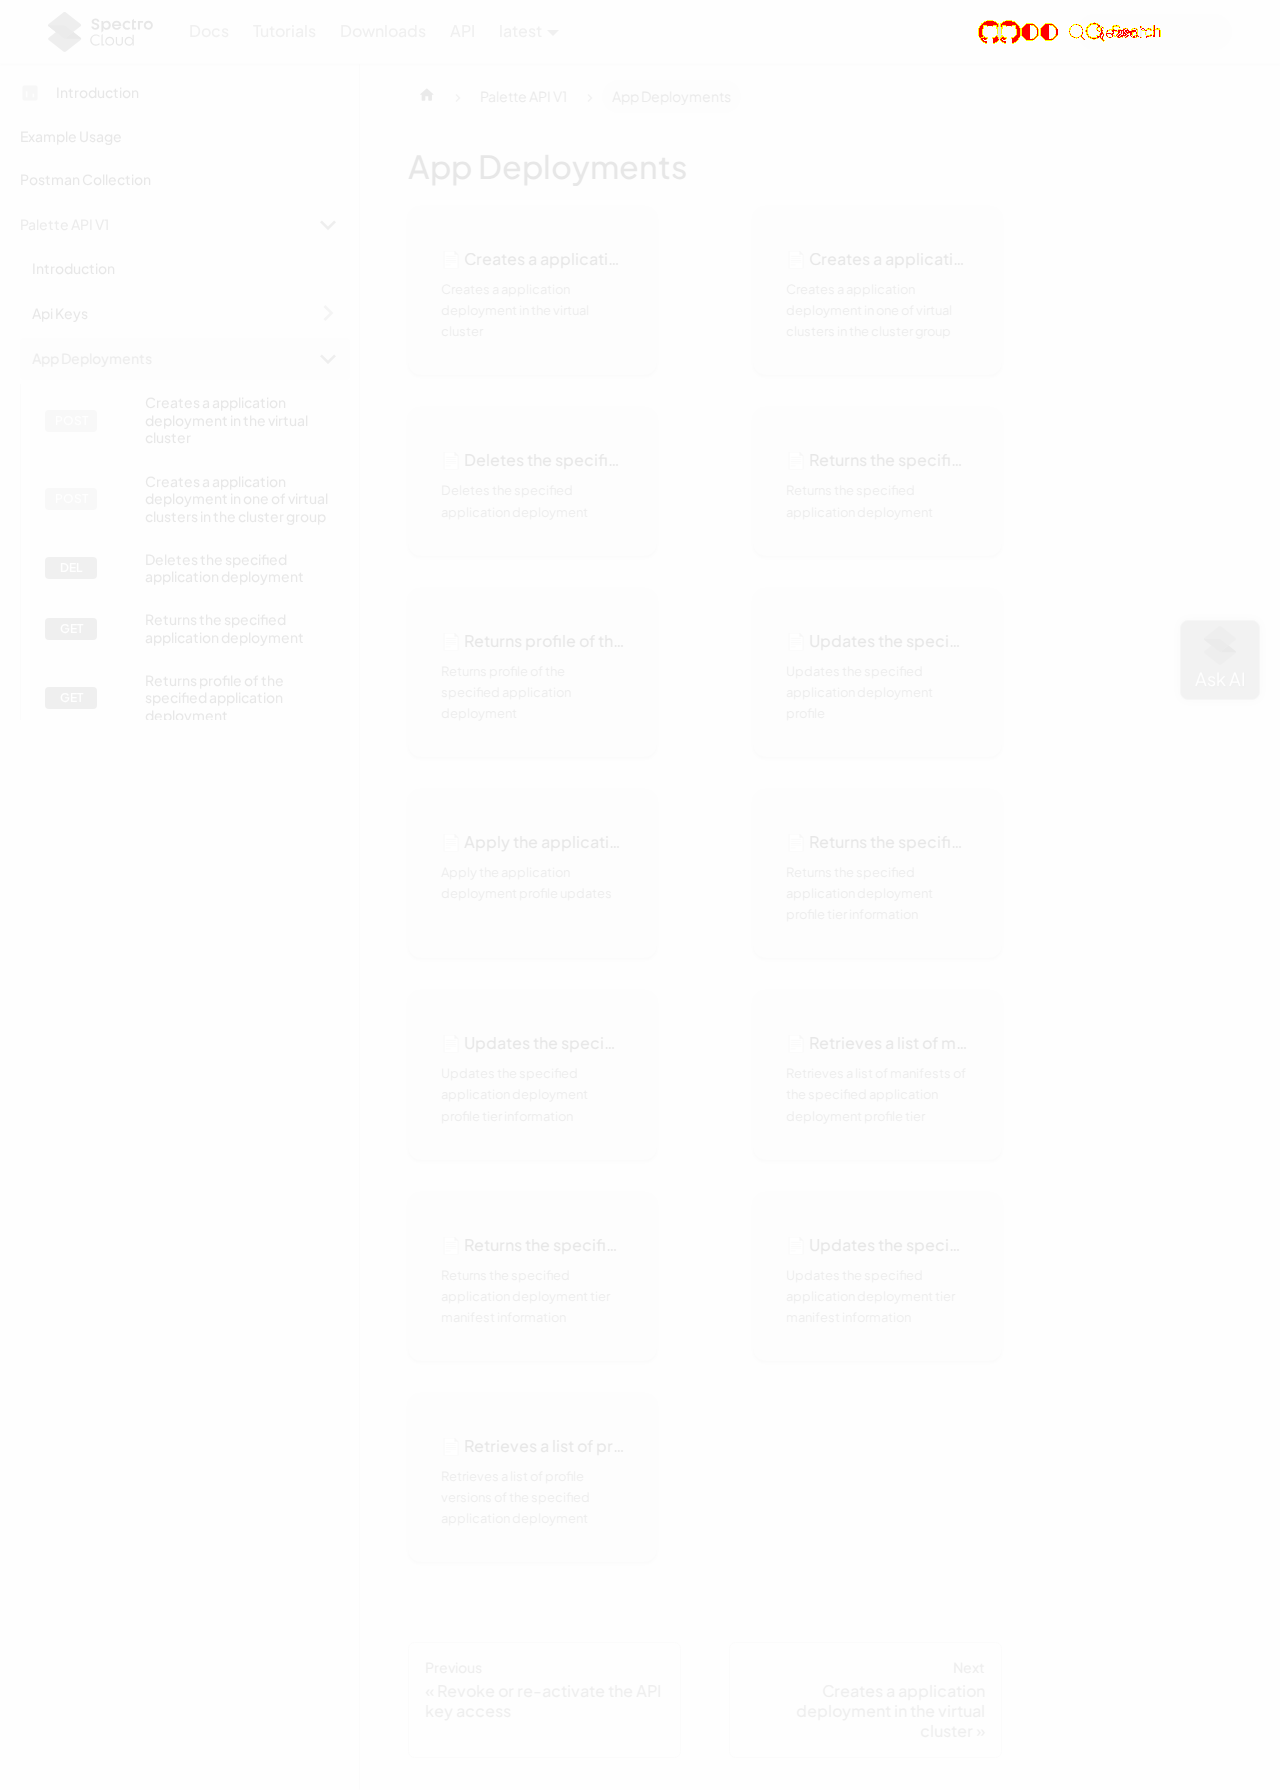 Spectro
Cloud
Docs
Tutorials
Downloads
API
latest
Introduction
Example Usage
Postman Collection
Palette API V1
Introduction
Api Keys
App Deployments
POST
Creates a application
deployment in the virtual
cluster
POST
Creates a application
deployment in one of virtual
clusters in the cluster group
DEL
Deletes the specified
application deployment
GET
Returns the specified
application deployment
GET
Returns profile of the
specified application
deployment
Palette API V1
App Deployments
App Deployments
Creates a applicati...
Creates a application
deployment in the virtual
cluster
Creates a applicati...
Creates a application
deployment in one of virtual
clusters in the cluster group
Deletes the specifi...
Deletes the specified
application deployment
Returns the specifi...
Returns the specified
application deployment
Returns profile of th...
Returns profile of the
specified application
deployment
Updates the speci...
Updates the specified
application deployment
profile
Apply the applicati...
Apply the application
deployment profile updates
Returns the specifi...
Returns the specified
application deployment
profile tier information
Updates the speci...
Updates the specified
application deployment
profile tier information
Retrieves a list of m...
Retrieves a list of manifests of
the specified application
deployment profile tier
Returns the specifi...
Returns the specified
application deployment tier
manifest information
Updates the speci...
Updates the specified
application deployment tier
manifest information
Retrieves a list of pr...
Retrieves a list of profile
versions of the specified
application deployment
Previous
« Revoke or re-activate the API
key access
Next
Creates a application
deployment in the virtual
cluster »
Ask AI